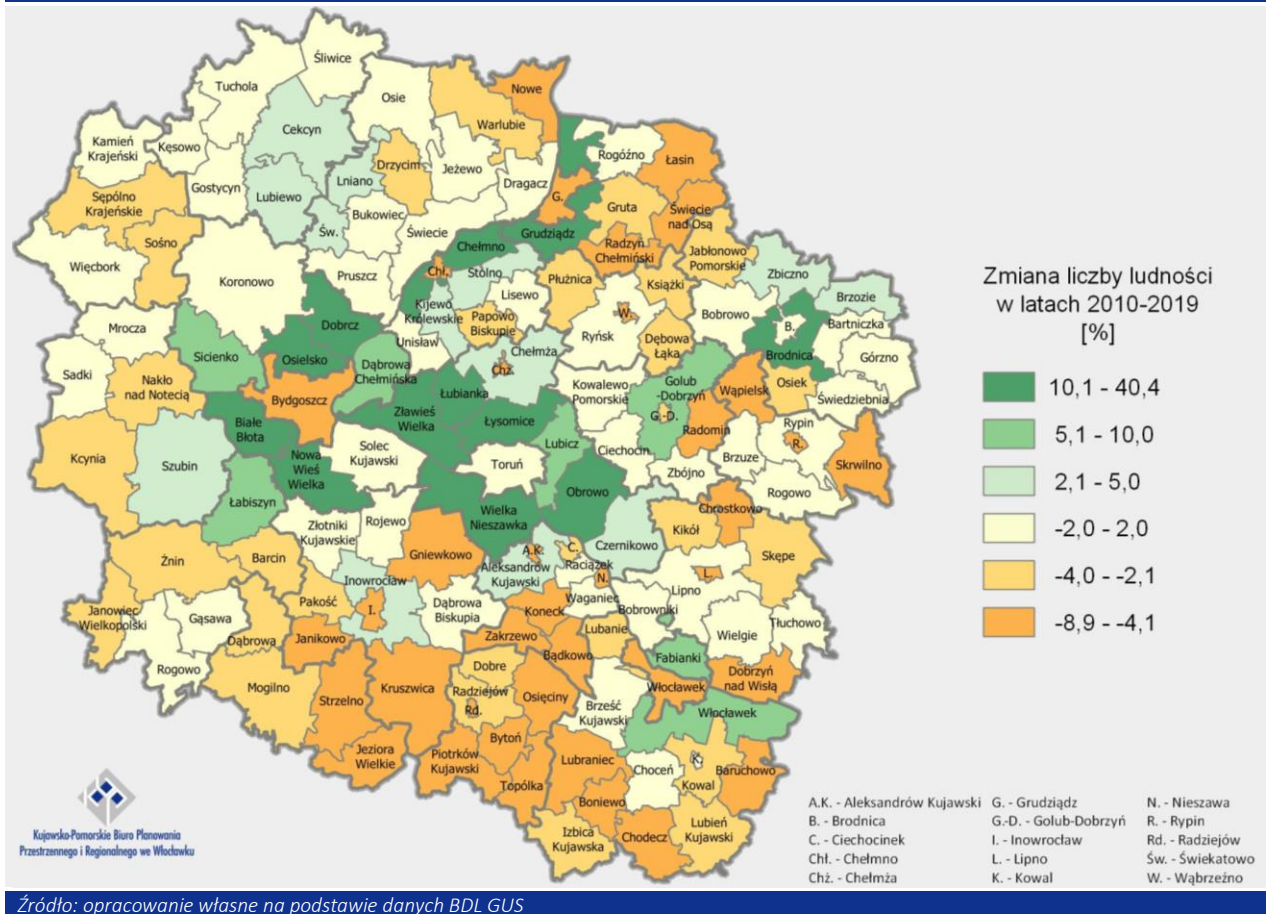 Śliwice
Tuchola
Osie
Nowe
Cekcyn
Warlubie
Kamień
Krajeński
Kęsowo
Rogóźno
Łasin
Drzycim
Jeżewo
Gostycyn
Lniano
Dragacz
Sępólno
Krajeńskie
Lubiewo
G.
Gruta
Świecie
nad Osą
Bukowiec
Św.
Świecie
Grudziądz
Sośno
Chełmno
Radzyń
Chełmiński
Jabłonowo
Pomorskie
Więcbork
Chł.
Stolno
Zbiczno
Koronowo
Pruszcz
Płużnica
Książki
Lisewo
Brzozie
Kijewo
Królewskie
Papowo
Biskupie
W.
Bobrowo
Bartniczka
Mrocza
Dobrcz
B.
Unisław
Ryńsk
Dębowa
Łąka
Chełmża
Brodnica
Górzno
Sicienko
Osielsko
Dąbrowa
Chełmińska
Chż.
Golub
-Dobrzyń
Sadki
Nakło
nad Notecią
Kowalewo
Pomorskie
Wąpielsk
Osiek
Świedziebnia
Łubianka
Bydgoszcz
G.-D.
Zławieś
Wielka
Łysomice
Radomin
Rypin
Białe
Błota
R.
Lubicz
Ciechocin
Kcynia
Solec
Kujawski
Brzuze
Szubin
Nowa
Wieś
Wielka
Toruń
Zbójno
Skrwilno
Rogowo
Łabiszyn
Obrowo
Wielka
Nieszawka
Chrostkowo
Złotniki
Kujawskie
Rojewo
Kikół
Gniewkowo
A.K.
C.
Czernikowo
Skępe
Żnin
Barcin
Aleksandrów
Kujawski
Raciążek
Inowrocław
N.
L.
Lipno
Pakość
I.
Dąbrowa
Biskupia
Waganiec
Bobrowniki
Janowiec
Wielkopolski
Gąsawa
Koneck
Tłuchowo
Dąbrowa
Janikowo
Zakrzewo
Lubanie
Wielgie
Bądkowo
Fabianki
Rogowo
Dobre
Dobrzyń
nad Wisłą
Mogilno
Strzelno
Kruszwica
Radziejów
Osięciny
Włocławek
Rd.
Brześć
Kujawski
Włocławek
Bytoń
Jeziora
Wielkie
Piotrków
Kujawski
Lubraniec
Choceń
K.
Baruchowo
Topólka
Kowal
Boniewo
Izbica
Kujawska
Chodecz
Lubień
Kujawski
Zmiana liczby ludności
w latach 2010-2019
[%]
10,1 - 40,4
5,1 - 10,0
2,1 - 5,0
-2,0 - 2,0
-4,0 - -2,1
-8,9 - -4,1
Kujawsko-Pomorskie Biuro Planowania
Przestrzennego i Regionalnego we Włocławku
A.K. - Aleksandrów Kujawski
B. - Brodnica
C. - Ciechocinek
Chł. - Chełmno
Chż. - Chełmża
G. - Grudziądz
G.-D. - Golub-Dobrzyń
I. - Inowrocław
L. - Lipno
K. - Kowal
N. - Nieszawa
R. - Rypin
Rd. - Radziejów
Św. - Świekatowo
W. - Wąbrzeźno
Źródło: opracowanie własne na podstawie danych BDL GUS